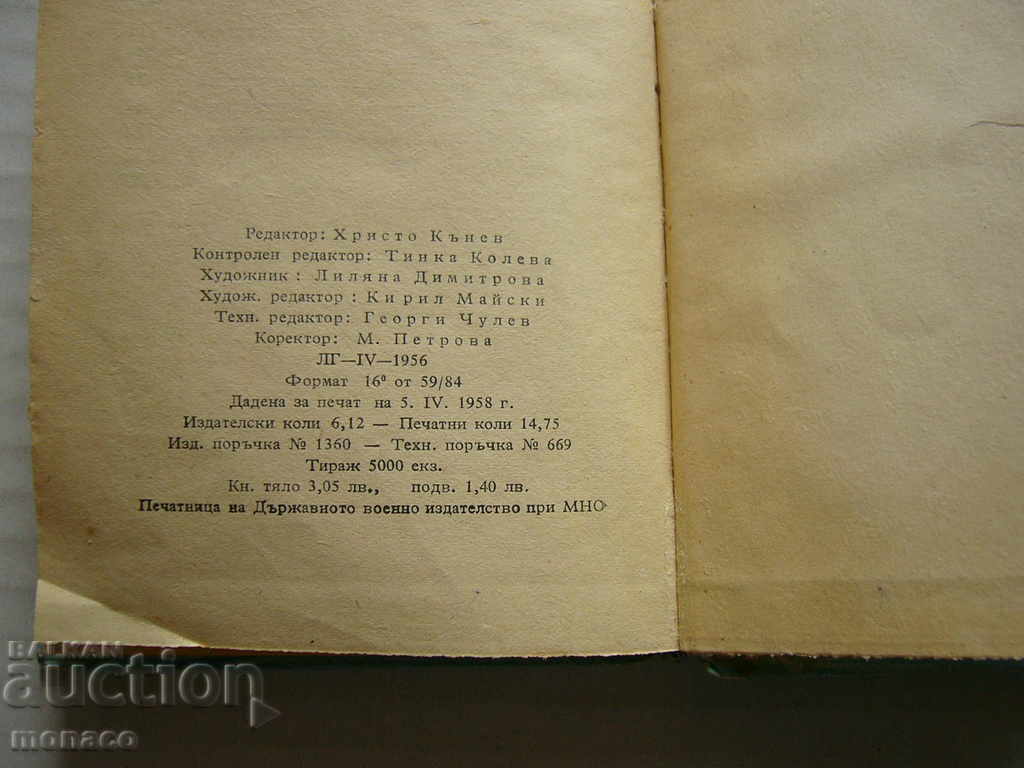 Редактор: Христо Кънев
Контролен редактор: Тинка Колева
Художник : Лиляна Димитрова
Худож. редактор : Кирил Майски
Техн. редактор: Георги Чулев
Коректор: М. Петрова
ЛГ—IV—1956
Формат 16⁰ от 59/84
Дадена за печат на 5. IV. 1958 г.
Издателски коли 6,12 — Печатни коли 14,75
Изд. поръчка № 1360 — Техн. поръчка № 669
Тираж 5000 екз.
Кн. тяло 3,05 лв., подв. 1,40 лв.
Печатница на Държавното военно издателство при МНО
BALKAN
auction
monaco